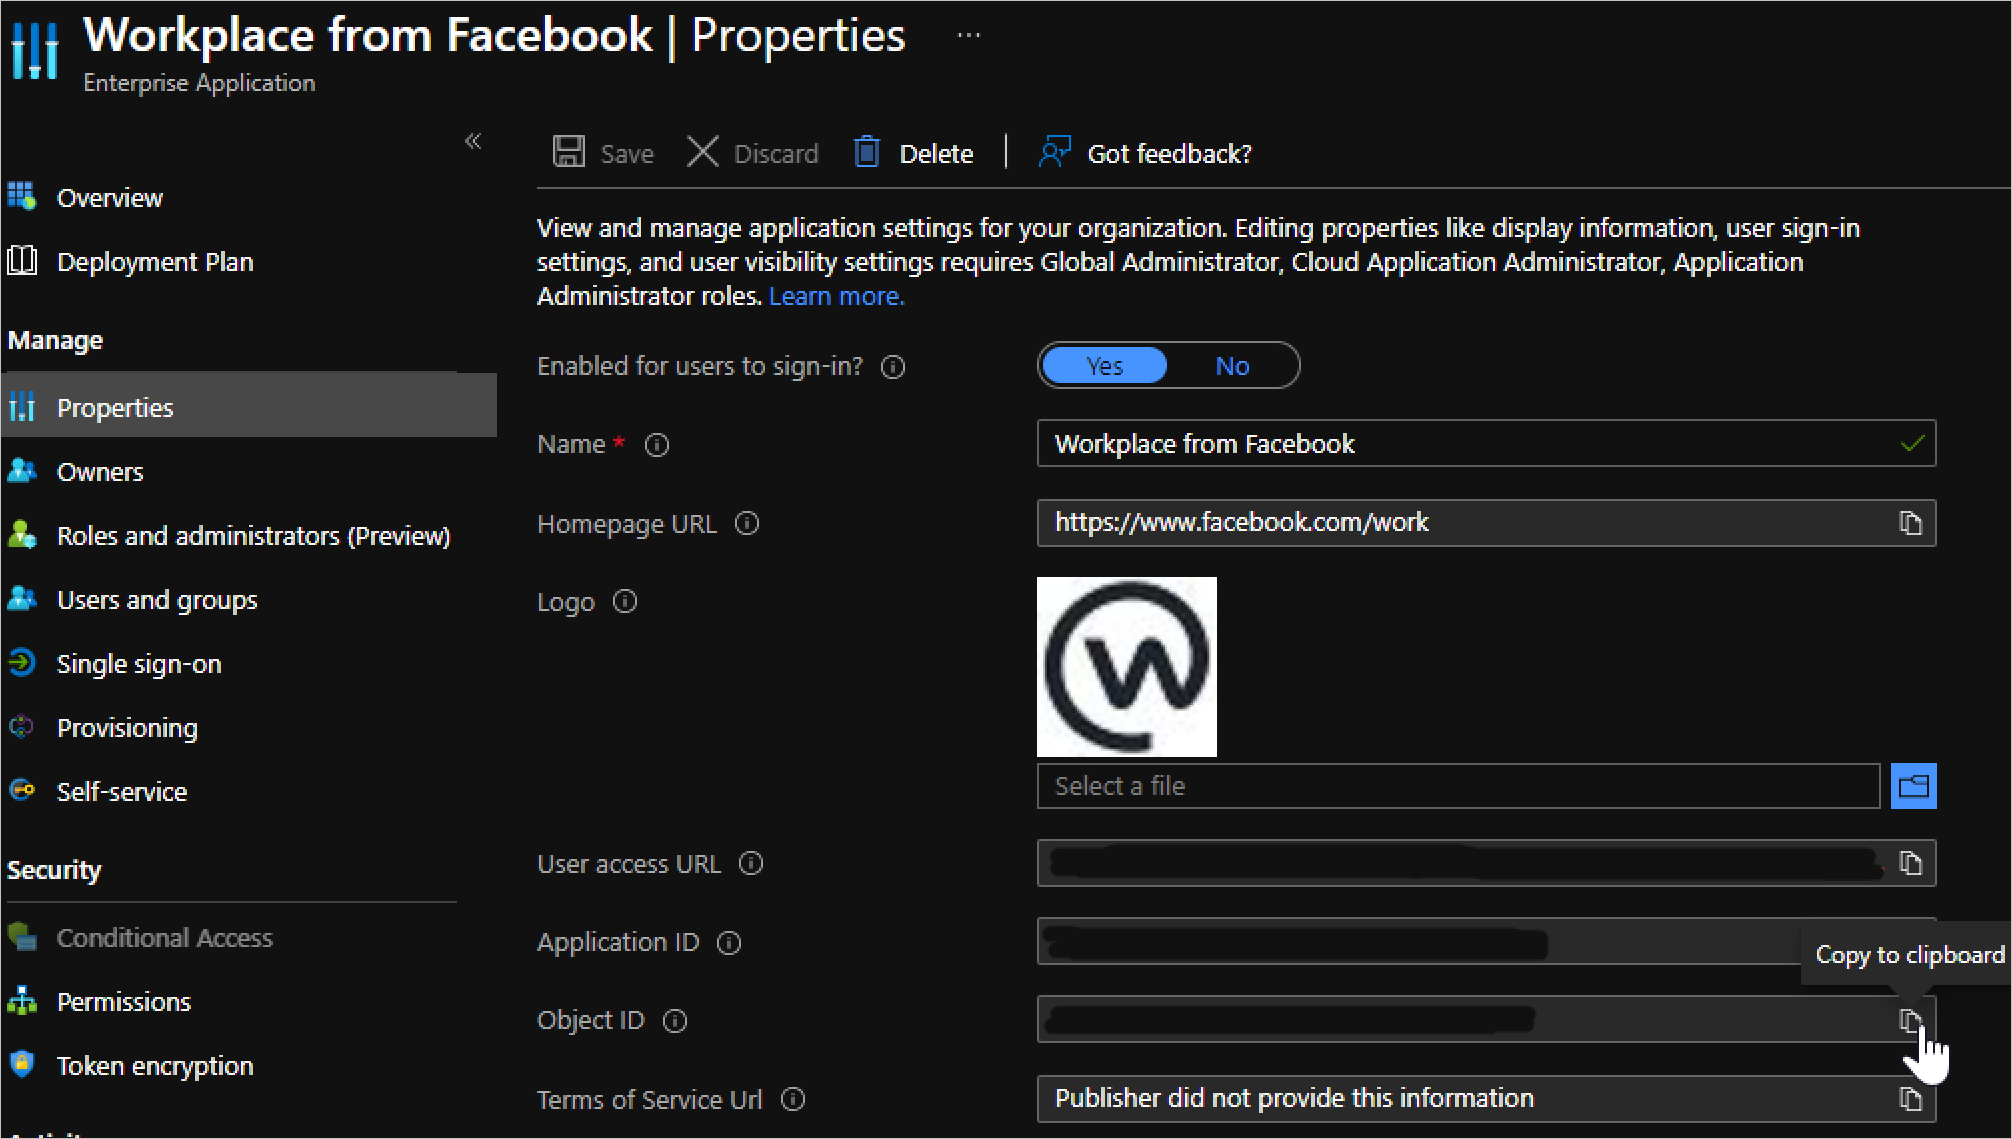 Workplace from Facebook | Properties ...
Enterprise Application
«
Save Discard Delete | Got feedback?
Overview
Deployment Plan
Manage
Properties
Owners
Roles and administrators (Preview)
Users and groups
Single sign-on
Provisioning
Self-service
Security
Conditional Access
Permissions
Token encryption
View and manage application settings for your organization. Editing properties like display information, user sign-in
settings, and user visibility settings requires Global Administrator, Cloud Application Administrator, Application
Administrator roles. Learn more.
Enabled for users to sign-in? Yes No
Name * Workplace from Facebook
Homepage URL https://www.facebook.com/work
Logo
W
Select a file
User access URL
Application ID
Copy to clipboard
Object ID
Terms of Service Url Publisher did not provide this information